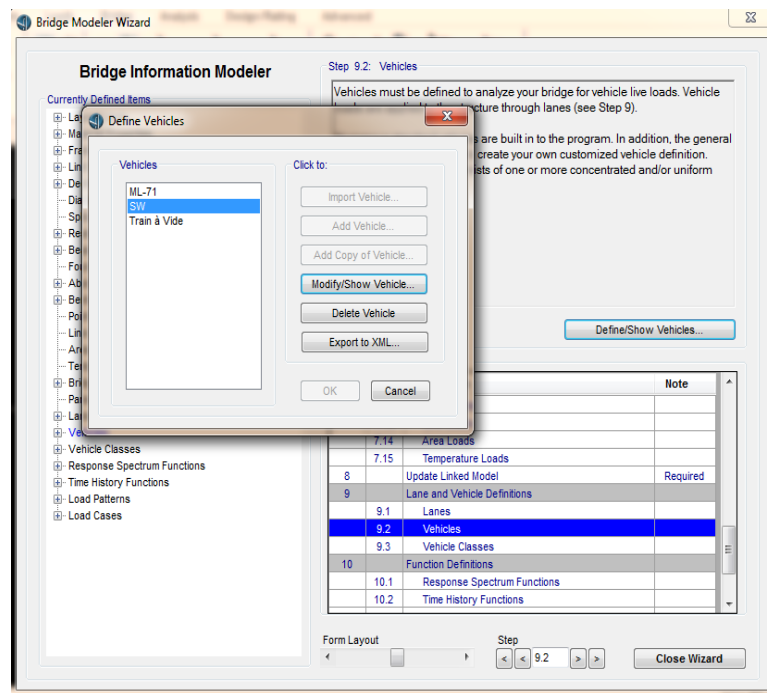 Bridge Modeler Wizard
Bridge Information Modeler
Currently Defined Items
Define Vehicles
Vehicles
ML-71
SW
Train à Vide
Click to:
Import Vehicle...
Add Vehicle...
Add Copy of Vehicle...
Modify/Show Vehicle...
Delete Vehicle
Export to XML...
OK
Cancel
Vehicle Classes
Response Spectrum Functions
Time History Functions
Load Patterns
Load Cases
Step 9.2: Vehicles
Vehicles must be defined to analyze your bridge for vehicle live loads. Vehicle
ucture through lanes (see Step 9).
are built in to the program. In addition, the general
create your own customized vehicle definition.
sts of one or more concentrated and/or uniform
Define/Show Vehicles...
Note
7.14 Area Loads
7.15 Temperature Loads
8 Update Linked Model Required
9 Lane and Vehicle Definitions
9.1 Lanes
9.2 Vehicles
9.3 Vehicle Classes
10 Function Definitions
10.1 Response Spectrum Functions
10.2 Time History Functions
Form Layout
Step
< < 9.2 > >
Close Wizard